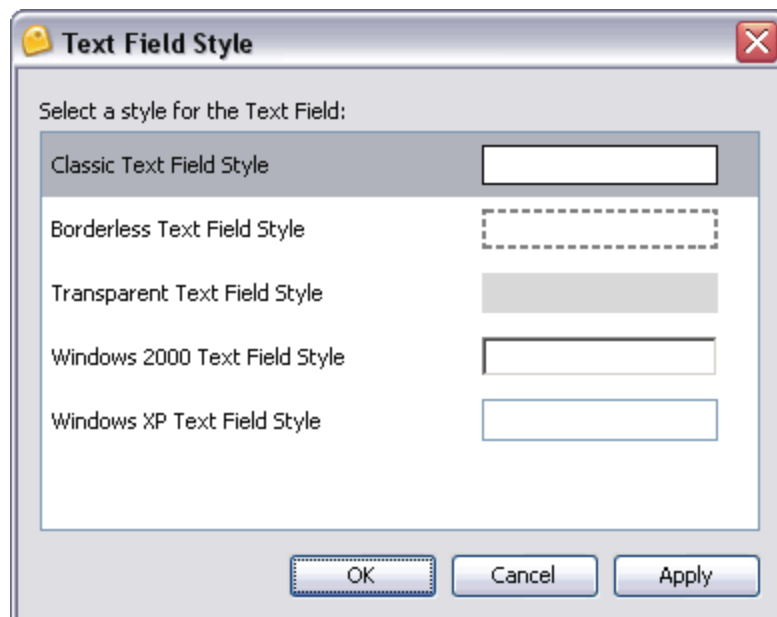 Text Field Style
Select a style for the Text Field:
Classic Text Field Style
Borderless Text Field Style
Transparent Text Field Style
Windows 2000 Text Field Style
Windows XP Text Field Style
OK Cancel Apply